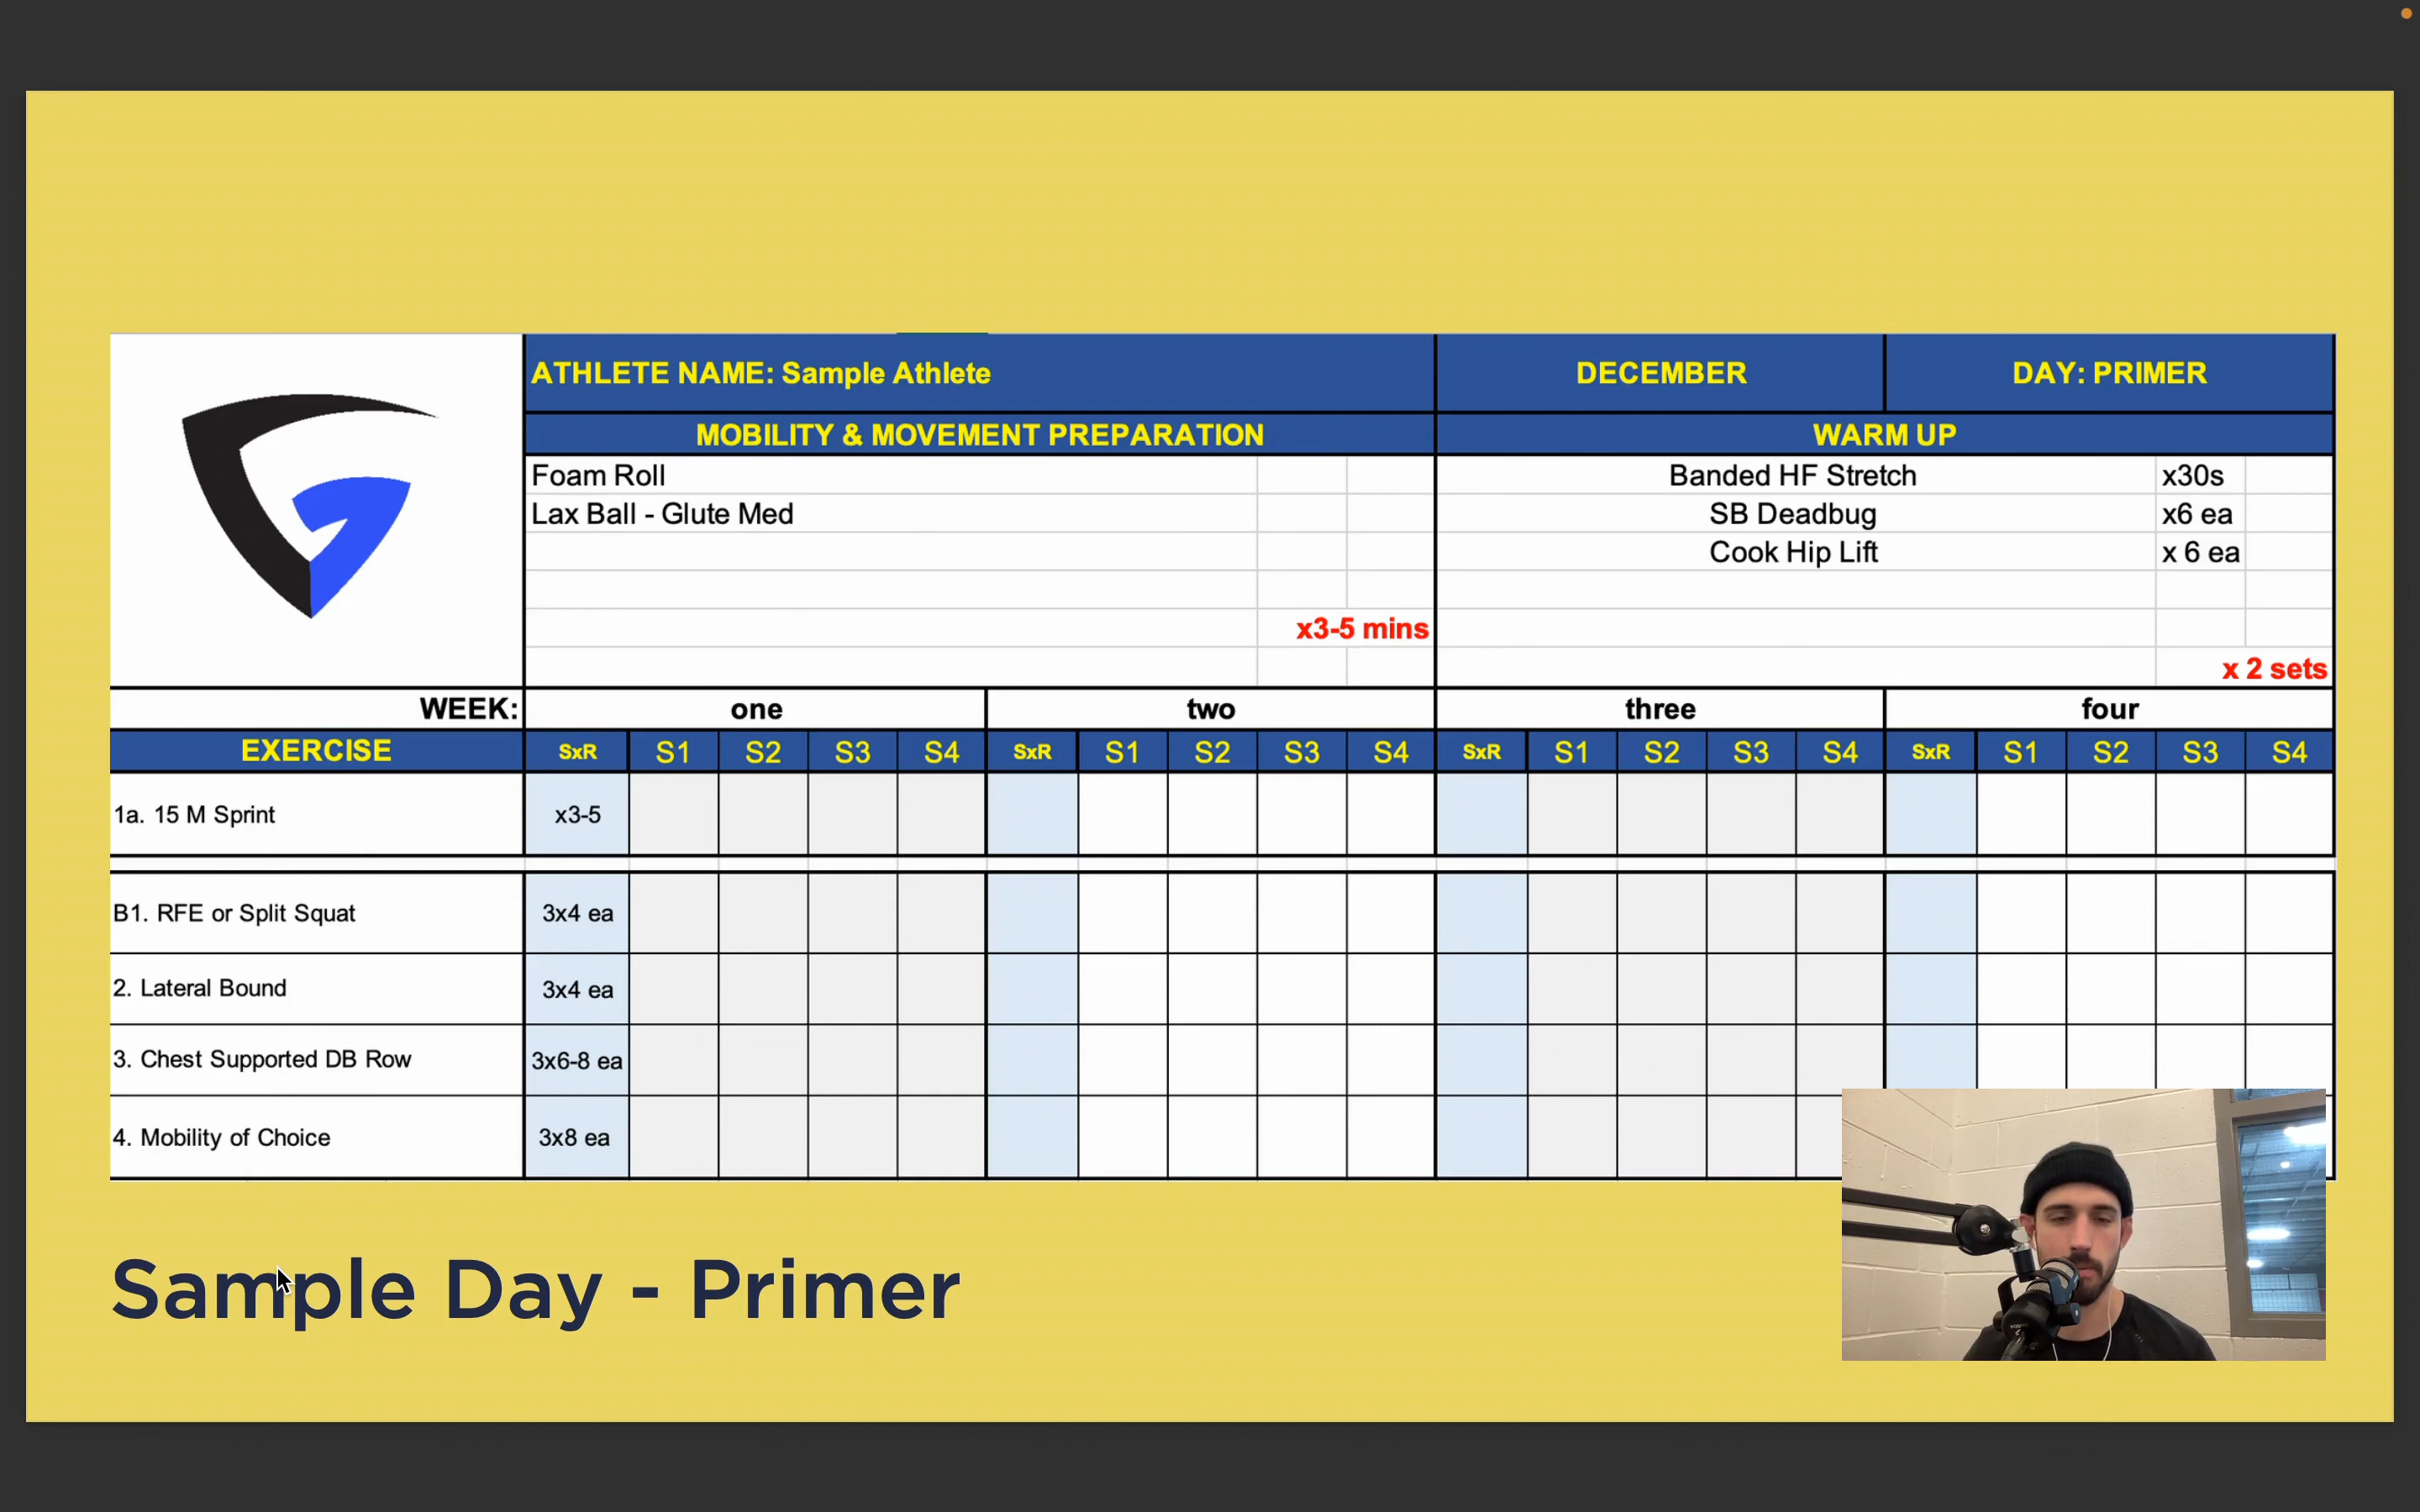 ATHLETE NAME: Sample Athlete DECEMBER DAY: PRIMER
MOBILITY & MOVEMENT PREPARATION WARM UP
Foam Roll Banded HF Stretch x30s
Lax Ball - Glute Med SB Deadbug x6 ea
Cook Hip Lift x 6 ea
x3-5 mins
x 2 sets
WEEK: one two three four
EXERCISE SxR S1 S2 S3 S4 SxR S1 S2 S3 S4 SxR S1 S2 S3 S4 SxR S1 S2 S3 S4
1a. 15 M Sprint x3-5
B1. RFE or Split Squat 3x4 ea
2. Lateral Bound 3x4 ea
3. Chest Supported DB Row 3x6-8 ea
4. Mobility of Choice 3x8 ea
Sample Day - Primer